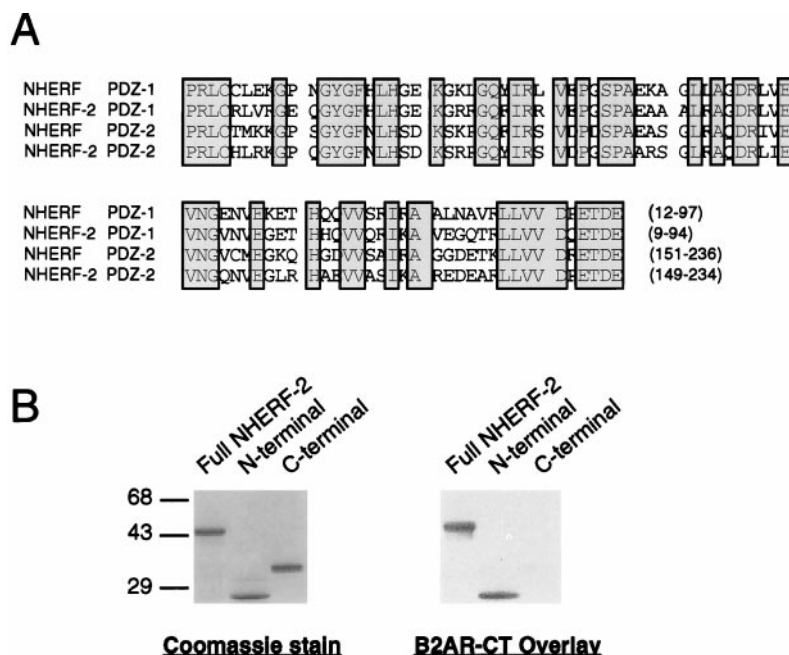 A
NHERF PDZ-1 PRLCCLEKGP NGYGFHLHGE KGKLGQYIRL VEPGSPAEKA GLLAGDRLVE
NHERF-2 PDZ-1 PRLCRLVRGE QGYGFHLHGE KGRRGQFIRR VEPGSPAEAA ALRAGDRLVE
NHERF PDZ-2 PRLCTMKKGP SGYGFNLHSD KSKPGQFIRS VDPDSPAEAS GLRAQDRIVE
NHERF-2 PDZ-2 PRLCHLRKGP QGYGFNLHSD KSRPGQYIRS VDPGSPAARS GLRAQDRLIE
NHERF PDZ-1 VNGENVEKET HQQVVSRIRA ALNAVRLLVV DPETDE (12-97)
NHERF-2 PDZ-1 VNGVNVEGET HHQVVQRIKA VEGQTRLLVV DQETDE (9-94)
NHERF PDZ-2 VNGVCMEGKQ HGDVVSAIRA GGDETKLLVV DRETDE (151-236)
NHERF-2 PDZ-2 VNGQNVEGLR HAEVVASIKA REDEARLLVV DPETDE (149-234)
B
Full NHERF-2
N-terminal
C-terminal
Full NHERF-2
N-terminal
C-terminal
68
43
29
Coomassie stain
B2AR-CT Overlay